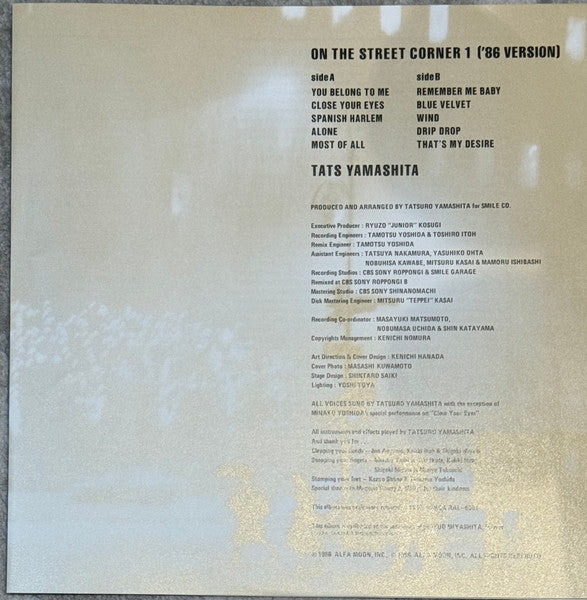 ON THE STREET CORNER 1 ('86 VERSION)
side A
YOU BELONG TO ME
CLOSE YOUR EYES
SPANISH HARLEM
ALONE
MOST OF ALL
side B
REMEMBER ME BABY
BLUE VELVET
WIND
DRIP DROP
THAT'S MY DESIRE
TATS YAMASHITA
PRODUCED AND ARRANGED BY TATSURO YAMASHITA for SMILE CO.
Executive Producer : RYUZO "JUNIOR" KOSUGI
Recording Engineers : TAMOTSU YOSHIDA & TOSHIRO ITOH
Remix Engineer : TAMOTSU YOSHIDA
Assistant Engineers : TATSUYA NAKAMURA, YASUHIKO OHTA
NOBUHISA KAWABE, MITSURU KASAI & MAMORU ISHIBASHI
Recording Studios : CBS SONY ROPPONGI & SMILE GARAGE
Remixed at CBS SONY ROPPONGI B
Mastering Studio : CBS SONY SHINANOMACHI
Disk Mastering Engineer : MITSURU "TEPPEI" KASAI
Recording Co-ordinator : MASAYUKI MATSUMOTO,
NOBUMASA UCHIDA & SHIN KATAYAMA
Copyrights Management : KENICHI NOMURA
Art Direction & Cover Design : KENICHI HANADA
Cover Photo : MASASHI KUWAMOTO
Stage Design : SHINTARO SAIKI
Lighting : YOSHI TOYA
ALL VOICES SUNG BY TATSURO YAMASHITA with the exception of
MINAKO YOSHIDA's special performance on "Close Your Eyes"
All instruments and effects played by TATSURO YAMASHITA
And thank you for